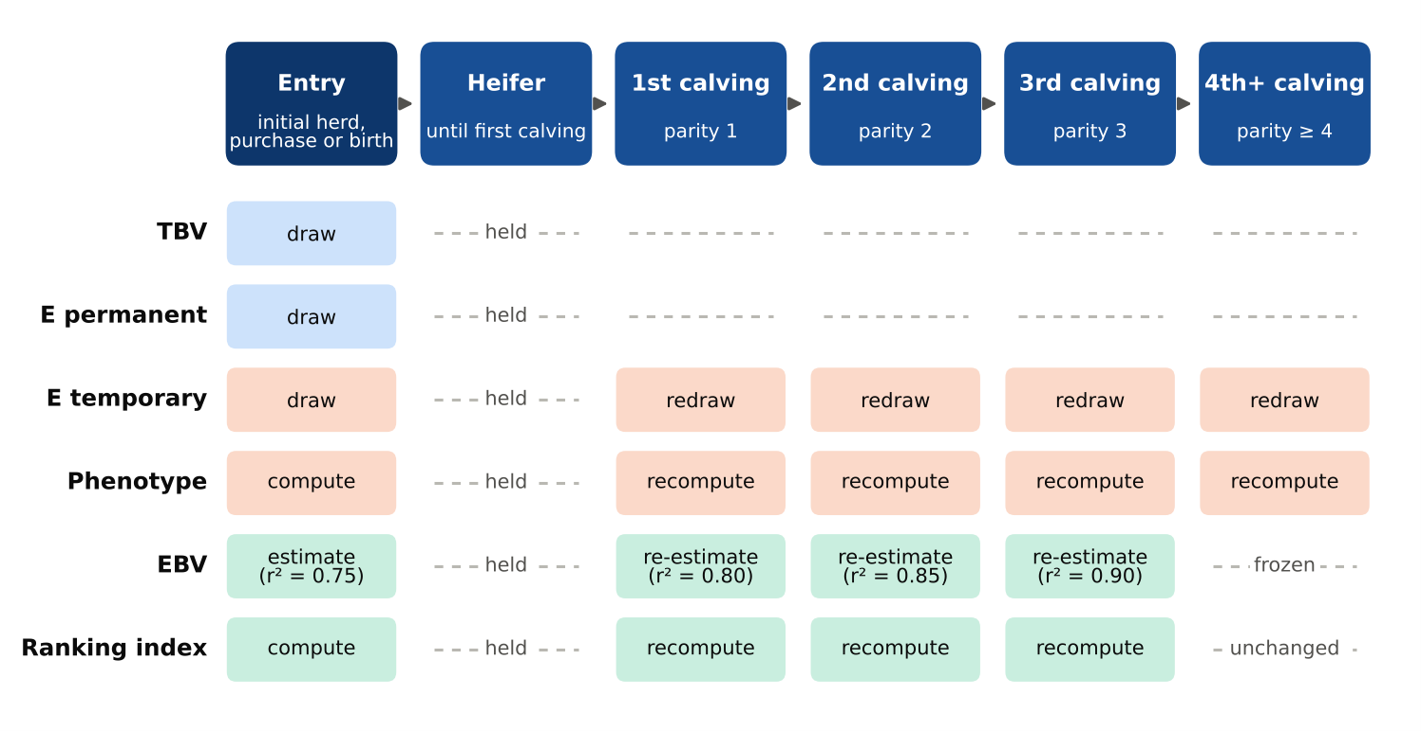 Entry
initial herd,
purchase or birth
Heifer
until first calving
1st calving
parity 1
2nd calving
parity 2
3rd calving
parity 3
4th+ calving
parity ≥ 4
TBV
draw
held
E permanent
draw
held
E temporary
draw
held
redraw
redraw
redraw
redraw
Phenotype
compute
held
recompute
recompute
recompute
recompute
EBV
estimate
(r² = 0.75)
held
re-estimate
(r² = 0.80)
re-estimate
(r² = 0.85)
re-estimate
(r² = 0.90)
frozen
Ranking index
compute
held
recompute
recompute
recompute
unchanged